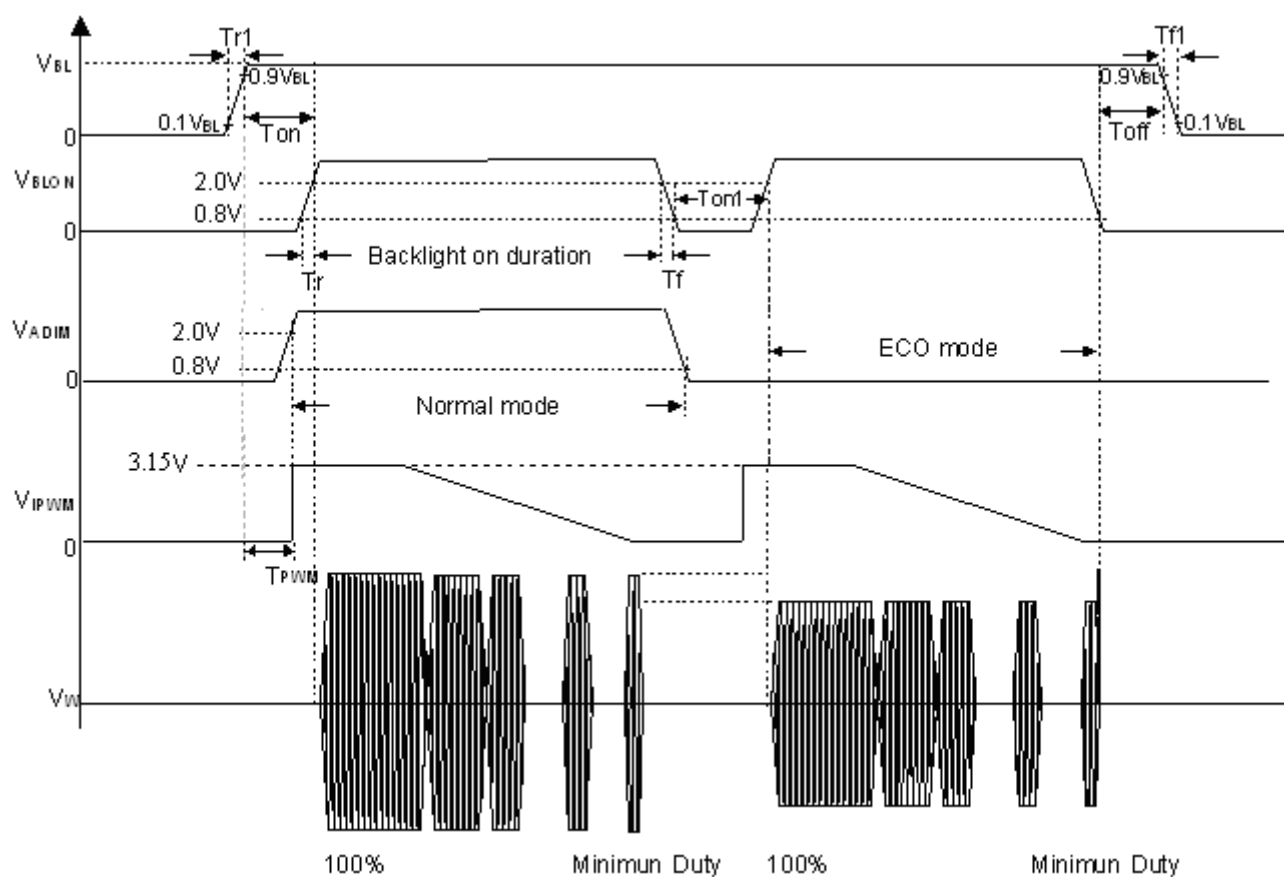 Tr1 Tf1
VBL
0.9VBL 0.9VBL
0.1VBL Ton Toff 0.1VBL
0
VBLON 2.0V Ton1
0.8V
0
Backlight on duration
Tr Tf
VADIM 2.0V
0.8V ECO mode
0
Normal mode
3.15V
VIPWM
0
TPWM
VW
100% Minimun Duty 100% Minimun Duty